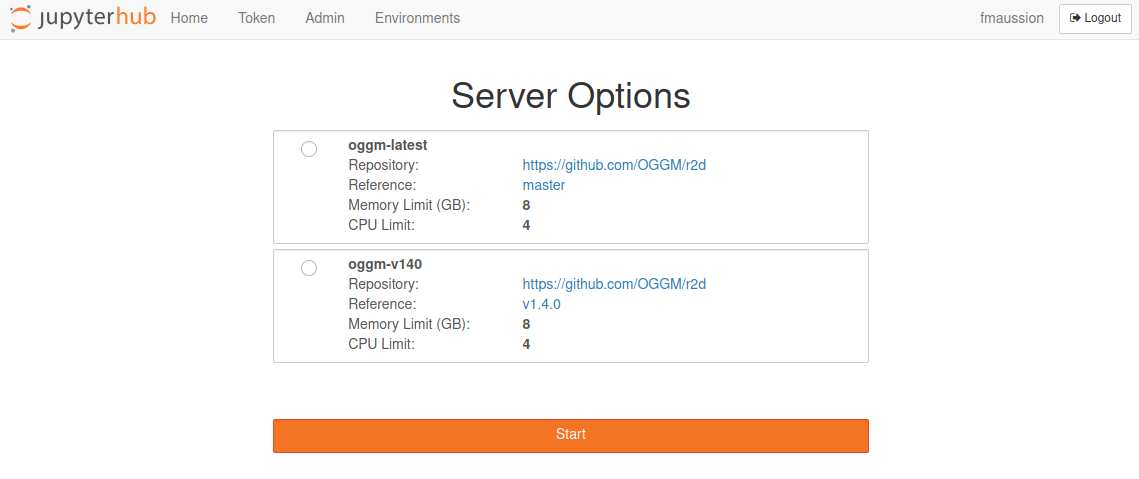 jupyterhub Home Token Admin Environments fmaussion Logout
Server Options
oggm-latest
Repository: https://github.com/OGGM/r2d
Reference: master
Memory Limit (GB): 8
CPU Limit: 4
oggm-v140
Repository: https://github.com/OGGM/r2d
Reference: v1.4.0
Memory Limit (GB): 8
CPU Limit: 4
Start